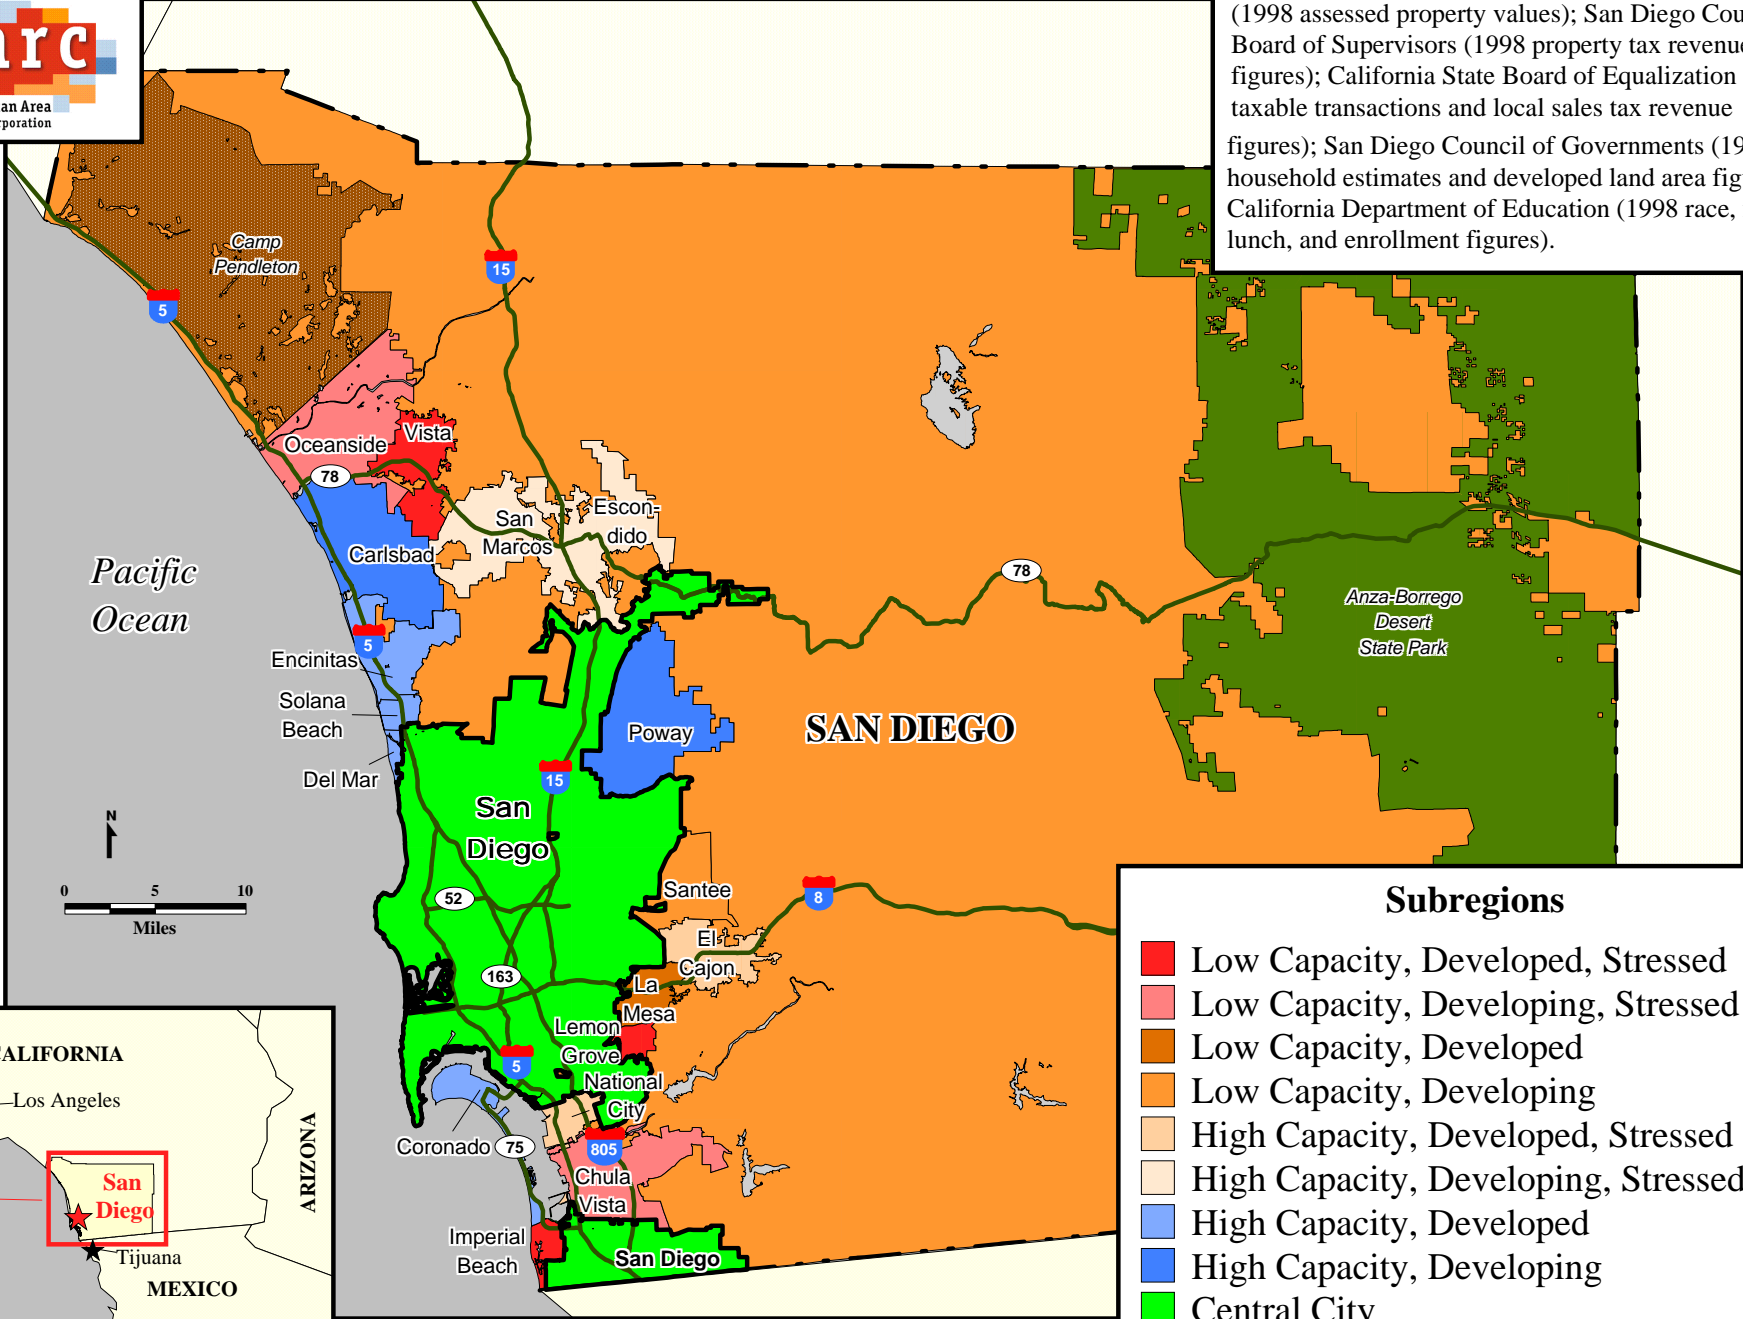 arc
an Area
rporation
(1998 assessed property values); San Diego Cou
Board of Supervisors (1998 property tax revenue
figures); California State Board of Equalization
taxable transactions and local sales tax revenue
figures); San Diego Council of Governments (19
household estimates and developed land area figu
California Department of Education (1998 race,
lunch, and enrollment figures).
Camp
Pendleton
15
5
Oceanside
Vista
78
San
Marcos
Escon-
dido
Carlsbad
Pacific
Ocean
78
Anza-Borrego
Desert
State Park
5
Encinitas
Solana
Beach
Del Mar
Poway
SAN DIEGO
15
San
Diego
N
0 5 10
Miles
52
Santee
8
El
Cajon
163
La
Mesa
Lemon
Grove
5
National
City
Coronado
75
805
Chula
Vista
Imperial
Beach
San Diego
CALIFORNIA
Los Angeles
ARIZONA
San
Diego
Tijuana
MEXICO
Subregions
Low Capacity, Developed, Stressed
Low Capacity, Developing, Stressed
Low Capacity, Developed
Low Capacity, Developing
High Capacity, Developed, Stressed
High Capacity, Developing, Stressed
High Capacity, Developed
High Capacity, Developing
Central City